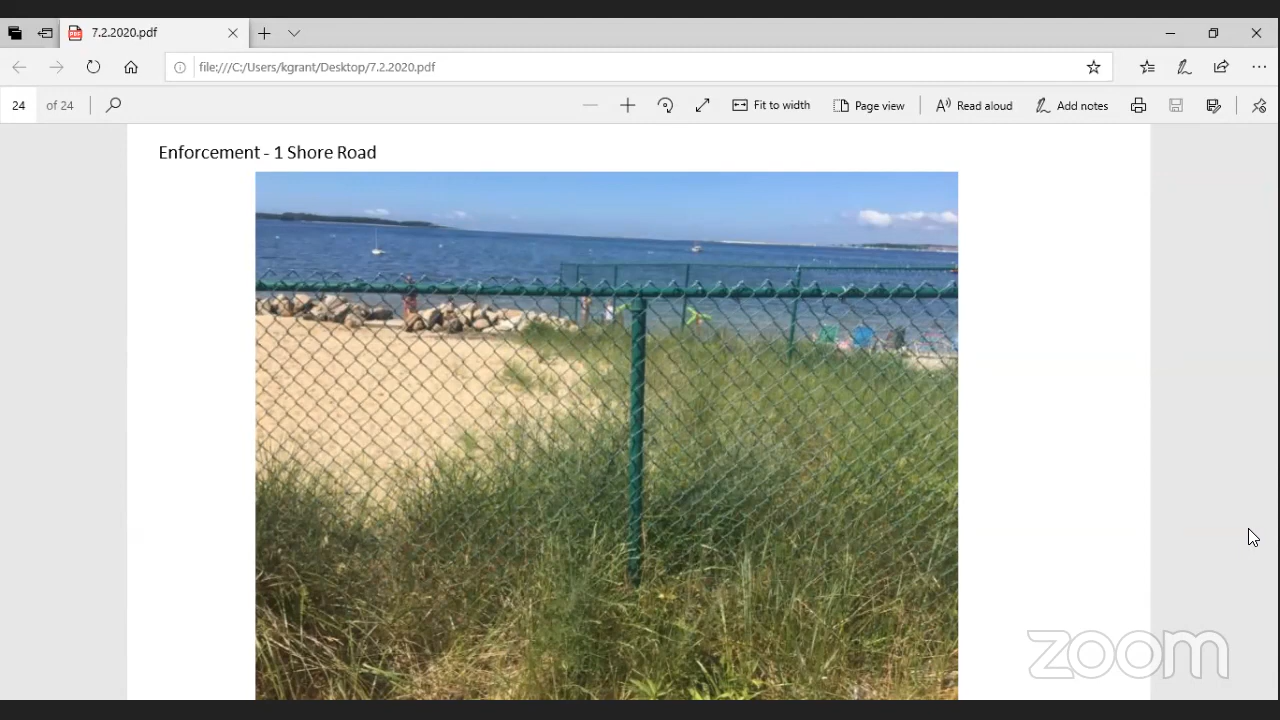 7.2.2020.pdf
file:///C:/Users/kgrant/Desktop/7.2.2020.pdf
24 of 24 Fit to width Page view Read aloud Add notes
Enforcement - 1 Shore Road
zoom